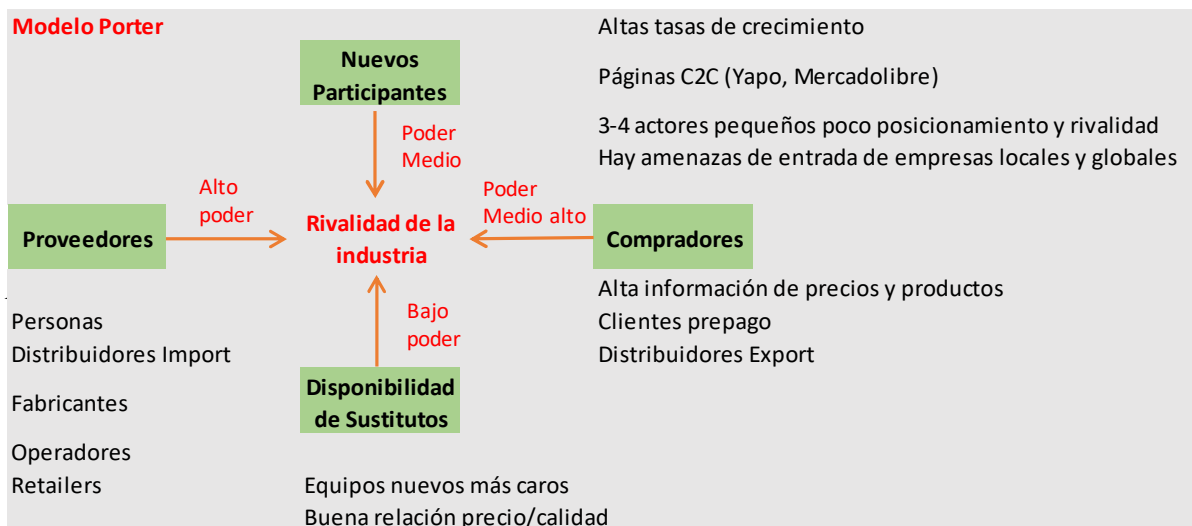 Modelo Porter
Nuevos
Participantes
Altas tasas de crecimiento
Páginas C2C (Yapo, Mercadolibre)
3-4 actores pequeños poco posicionamiento y rivalidad
Hay amenazas de entrada de empresas locales y globales
Poder
Medio
Alto
poder
Poder
Medio alto
Proveedores
Rivalidad de la
industria
Compradores
Personas
Distribuidores Import
Fabricantes
Operadores
Retailers
Bajo
poder
Alta información de precios y productos
Clientes prepago
Distribuidores Export
Disponibilidad
de Sustitutos
Equipos nuevos más caros
Buena relación precio/calidad